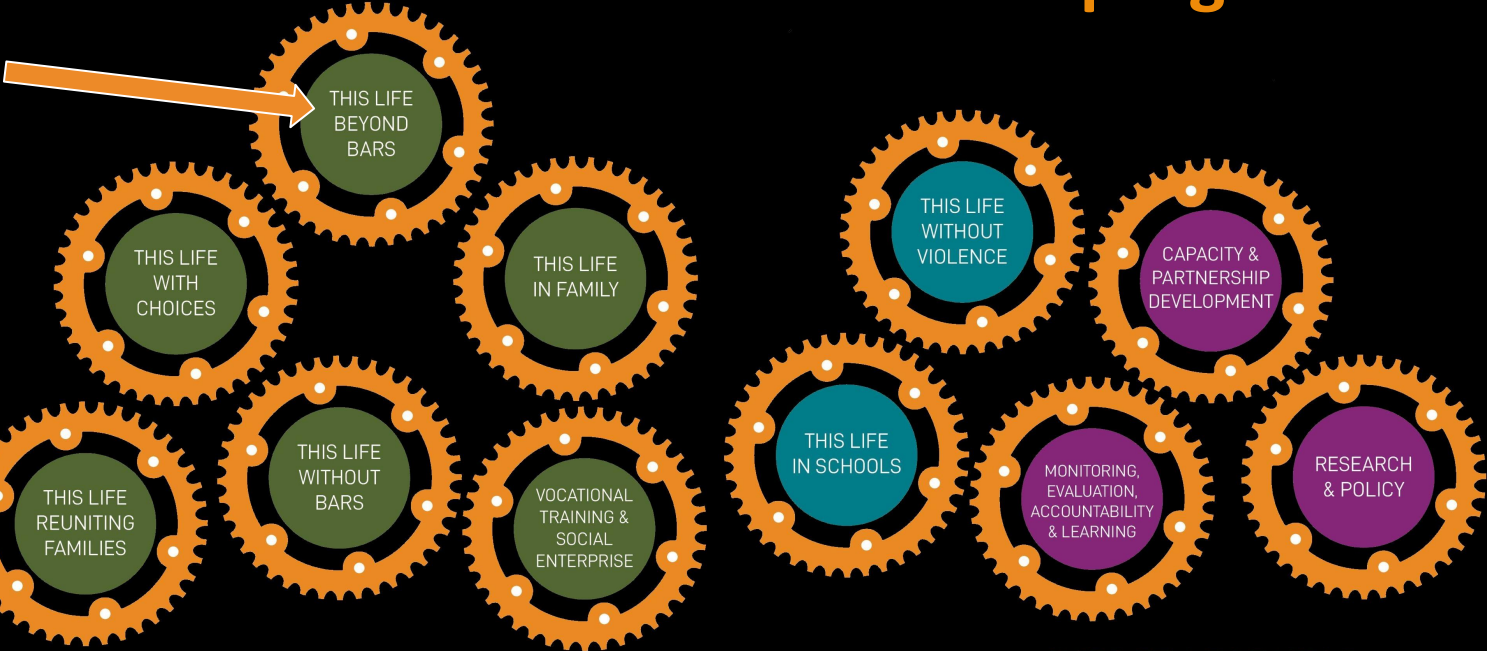 THIS LIFE
BEYOND
BARS
THIS LIFE
WITH
CHOICES
THIS LIFE
IN FAMILY
THIS LIFE
REUNITING
FAMILIES
THIS LIFE
WITHOUT
BARS
VOCATIONAL
TRAINING &
SOCIAL
ENTERPRISE
THIS LIFE
WITHOUT
VIOLENCE
CAPACITY &
PARTNERSHIP
DEVELOPMENT
THIS LIFE
IN SCHOOLS
MONITORING,
EVALUATION,
ACCOUNTABILITY
& LEARNING
RESEARCH
& POLICY